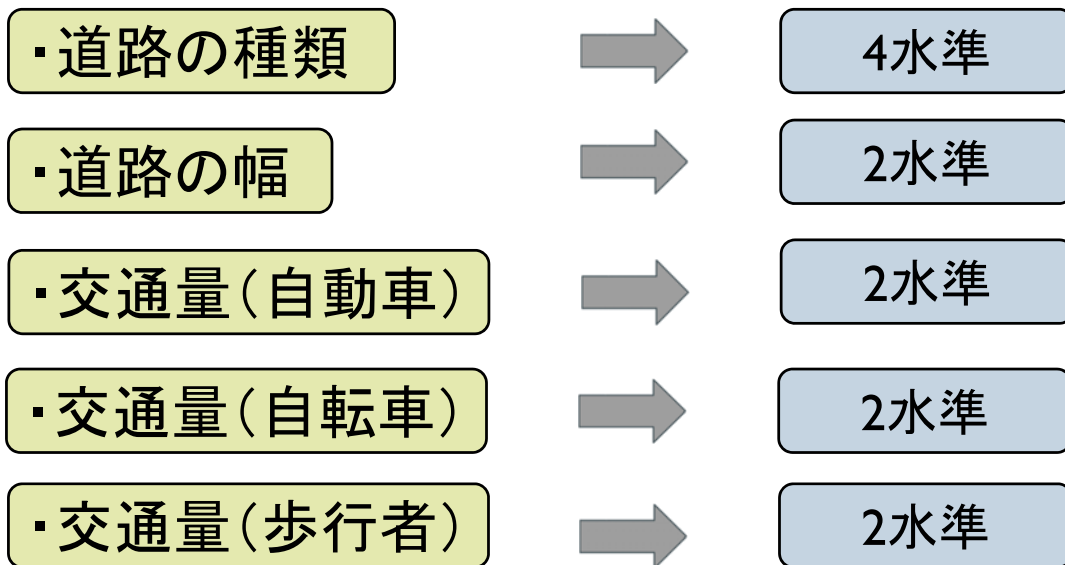 ・道路の種類 4水準
・道路の幅 2水準
・交通量（自動車） 2水準
・交通量（自転車） 2水準
・交通量（歩行者） 2水準